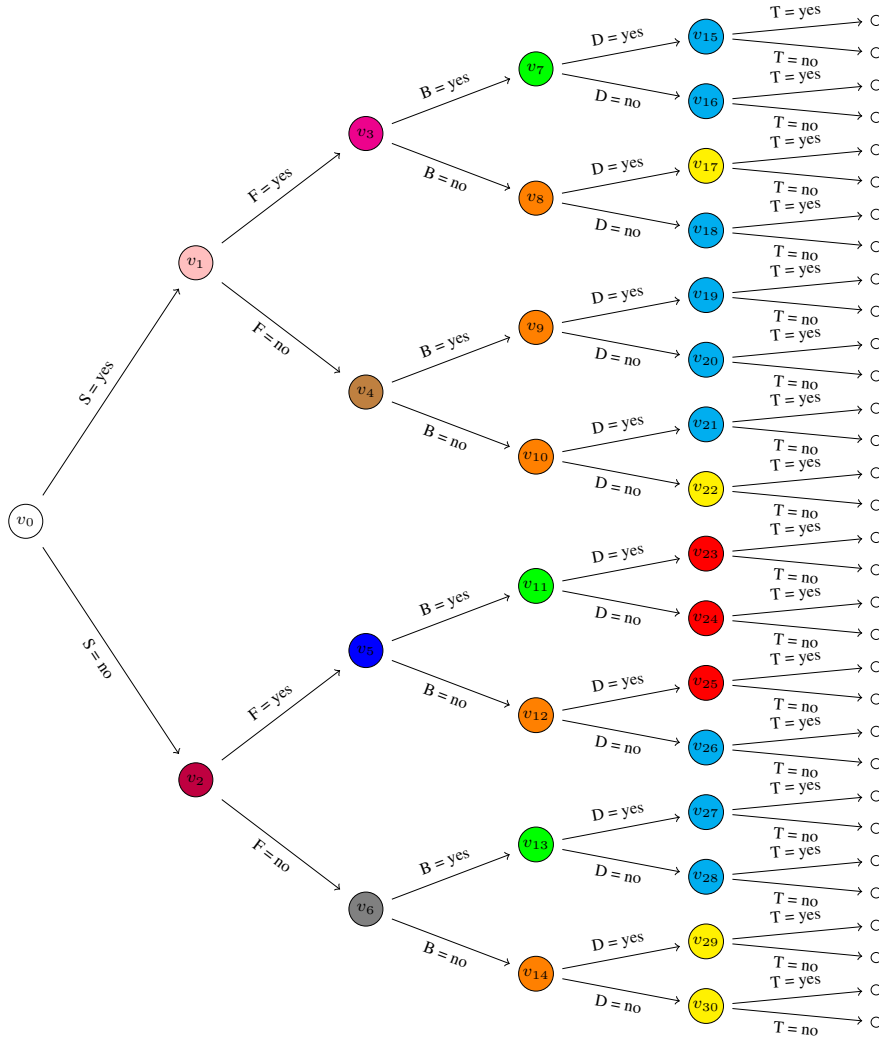 T = yes
v15
D = yes
T = no
v7
T = yes
B = yes
v16
D = no
T = no
v3
T = yes
D = yes
v17
B = no
T = no
v8
T = yes
F = yes
D = no
v18
T = no
v1
T = yes
D = yes
v19
T = no
v9
F = no
T = yes
B = yes
D = no
v20
T = no
S = yes
v4
T = yes
D = yes
v21
B = no
T = no
v10
T = yes
D = no
v22
T = no
v0
T = yes
D = yes
v23
T = no
v11
T = yes
B = yes
D = no
v24
T = no
S = no
v5
T = yes
D = yes
v25
B = no
T = no
F = yes
v12
T = yes
D = no
v26
T = no
v2
T = yes
D = yes
v27
T = no
F = no
v13
T = yes
B = yes
D = no
v28
T = no
v6
T = yes
D = yes
v29
B = no
T = no
v14
T = yes
D = no
v30
T = no